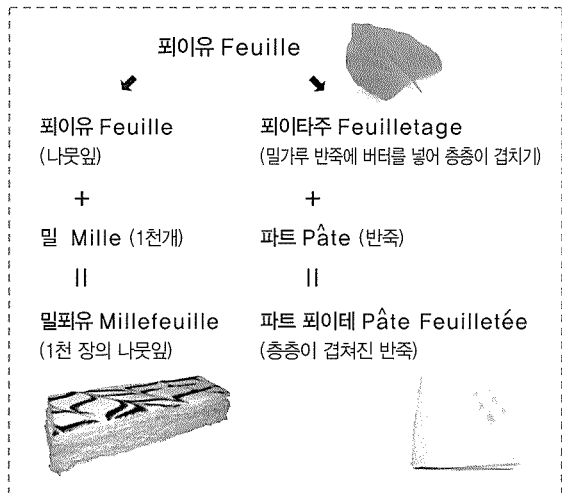 푀이유 Feuille
푀이유 Feuille
(나뭇잎)
+
밀 Mille (1천개)
||
밀푀유 Millefeuille
(1천 장의 나뭇잎)
푀이타주 Feuilletage
(밀가루 반죽에 버터를 넣어 층층이 겹치기)
+
파트 Pâte (반죽)
||
파트 푀이테 Pâte Feuilletée
(층층이 겹쳐진 반죽)